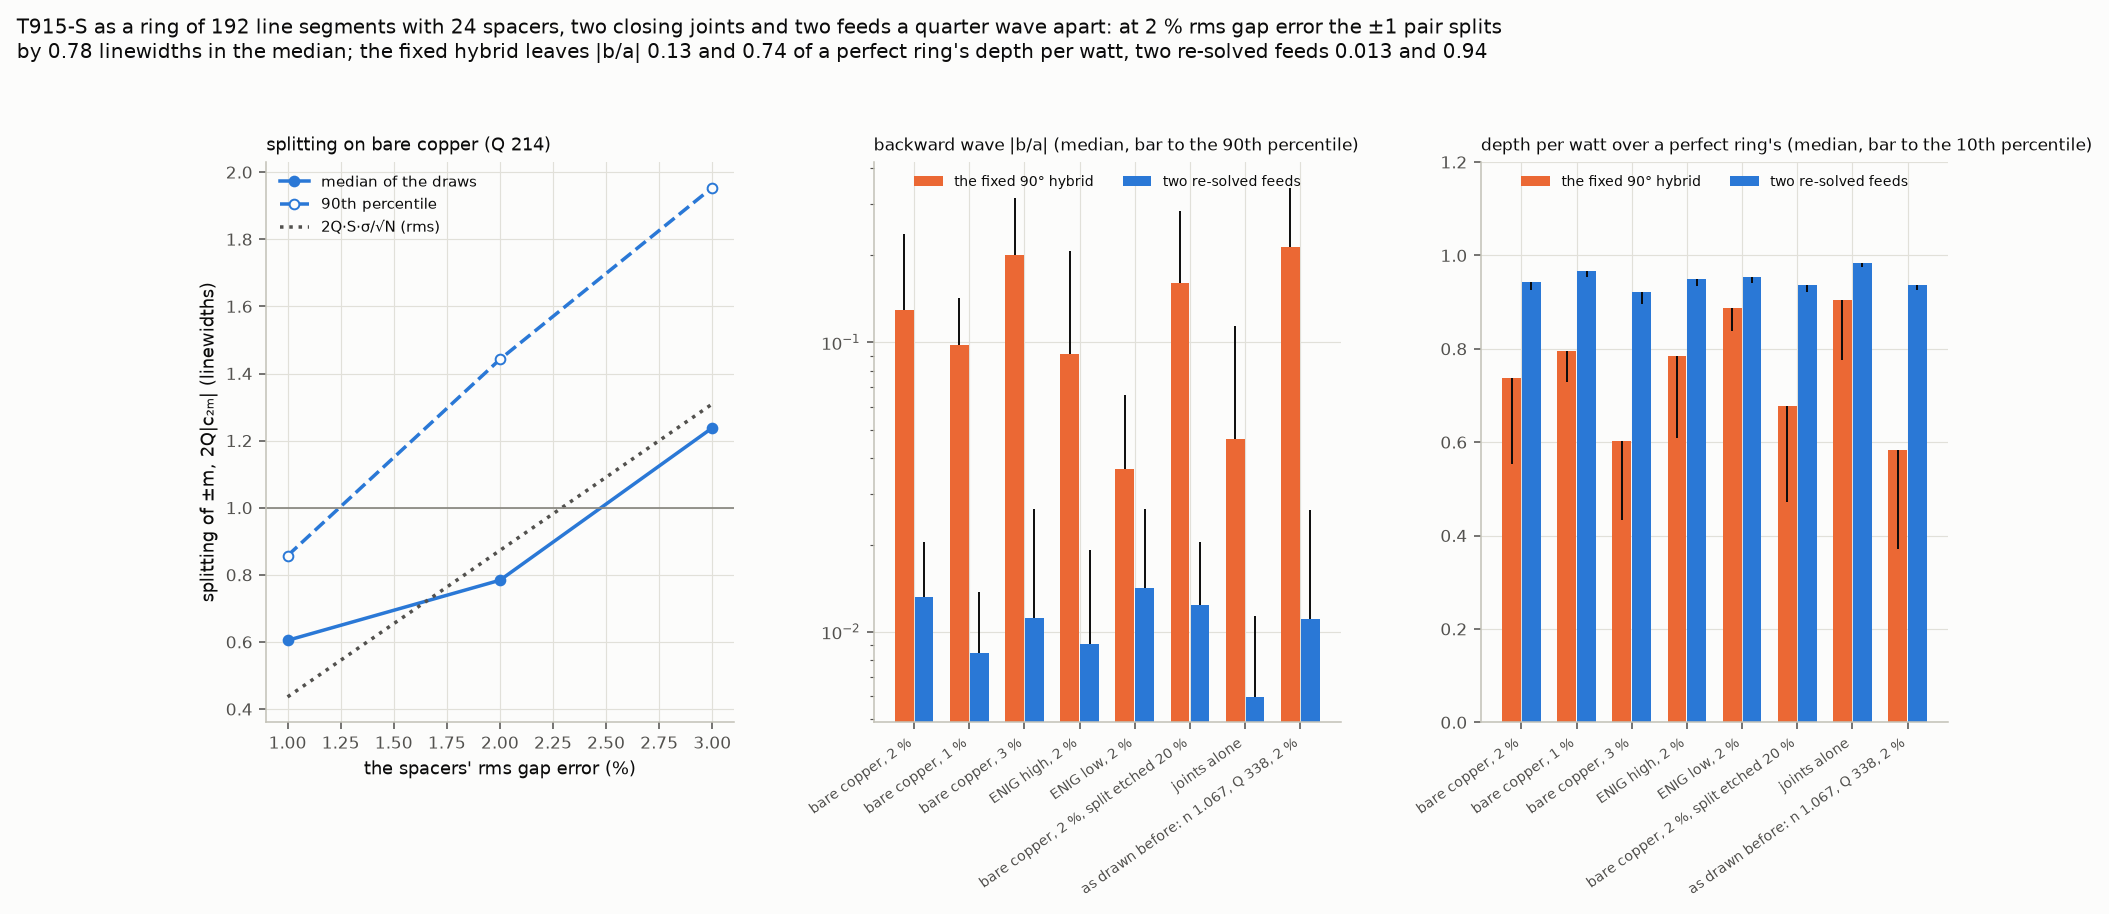 T915-S as a ring of 192 line segments with 24 spacers, two closing joints and two feeds a quarter wave apart: at 2 % rms gap error the ±1 pair splits
by 0.78 linewidths in the median; the fixed hybrid leaves |b/a| 0.13 and 0.74 of a perfect ring's depth per watt, two re-solved feeds 0.013 and 0.94
splitting on bare copper (Q 214)
median of the draws
90th percentile
2Q·S·σ/√N (rms)
splitting of ±m, 2Q|c₂ₘ| (linewidths)
2.0
1.8
1.6
1.4
1.2
1.0
0.8
0.6
0.4
1.00 1.25 1.50 1.75 2.00 2.25 2.50 2.75 3.00
the spacers' rms gap error (%)
backward wave |b/a| (median, bar to the 90th percentile)
the fixed 90° hybrid
two re-solved feeds
10⁻¹
10⁻²
bare copper, 2 %
bare copper, 1 %
bare copper, 3 %
ENIG high, 2 %
ENIG low, 2 %
bare copper, 2 %, split etched 20 %
joints alone
as drawn before: n 1.067, Q 338, 2 %
depth per watt over a perfect ring's (median, bar to the 10th percentile)
the fixed 90° hybrid
two re-solved feeds
1.2
1.0
0.8
0.6
0.4
0.2
0.0
bare copper, 2 %
bare copper, 1 %
bare copper, 3 %
ENIG high, 2 %
ENIG low, 2 %
bare copper, 2 %, split etched 20 %
joints alone
as drawn before: n 1.067, Q 338, 2 %